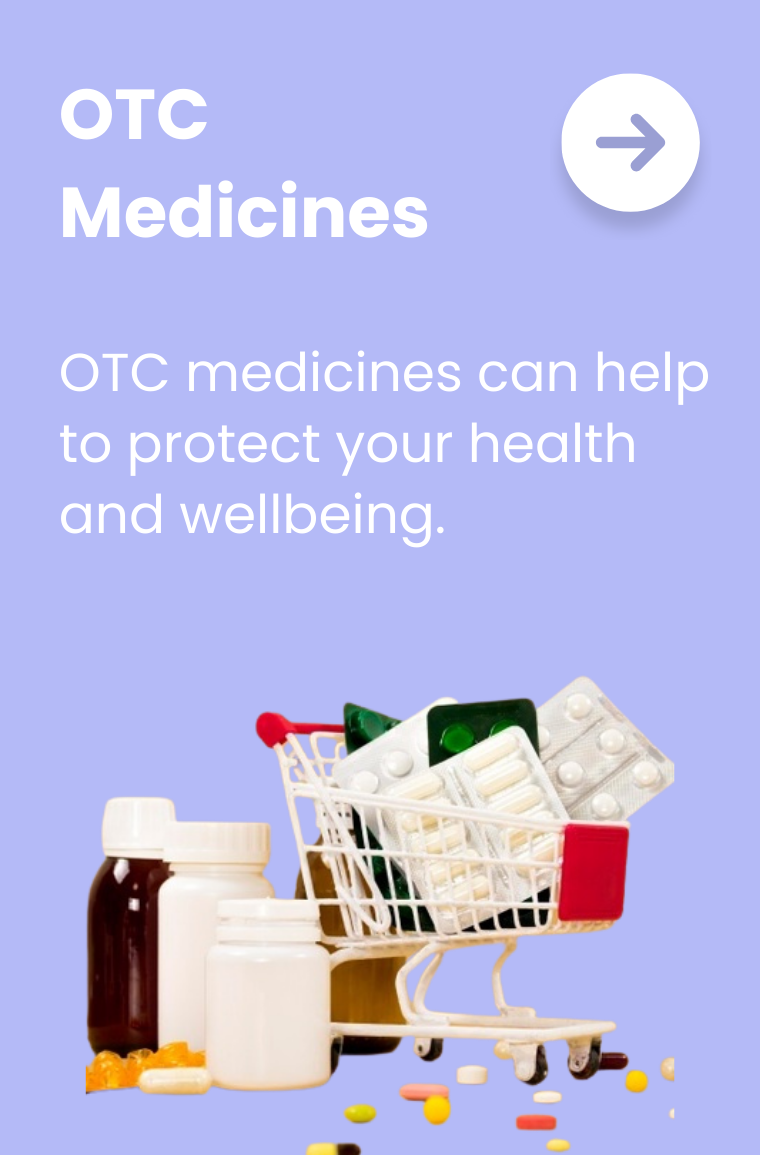 OTC
Medicines
OTC medicines can help
to protect your health
and wellbeing.